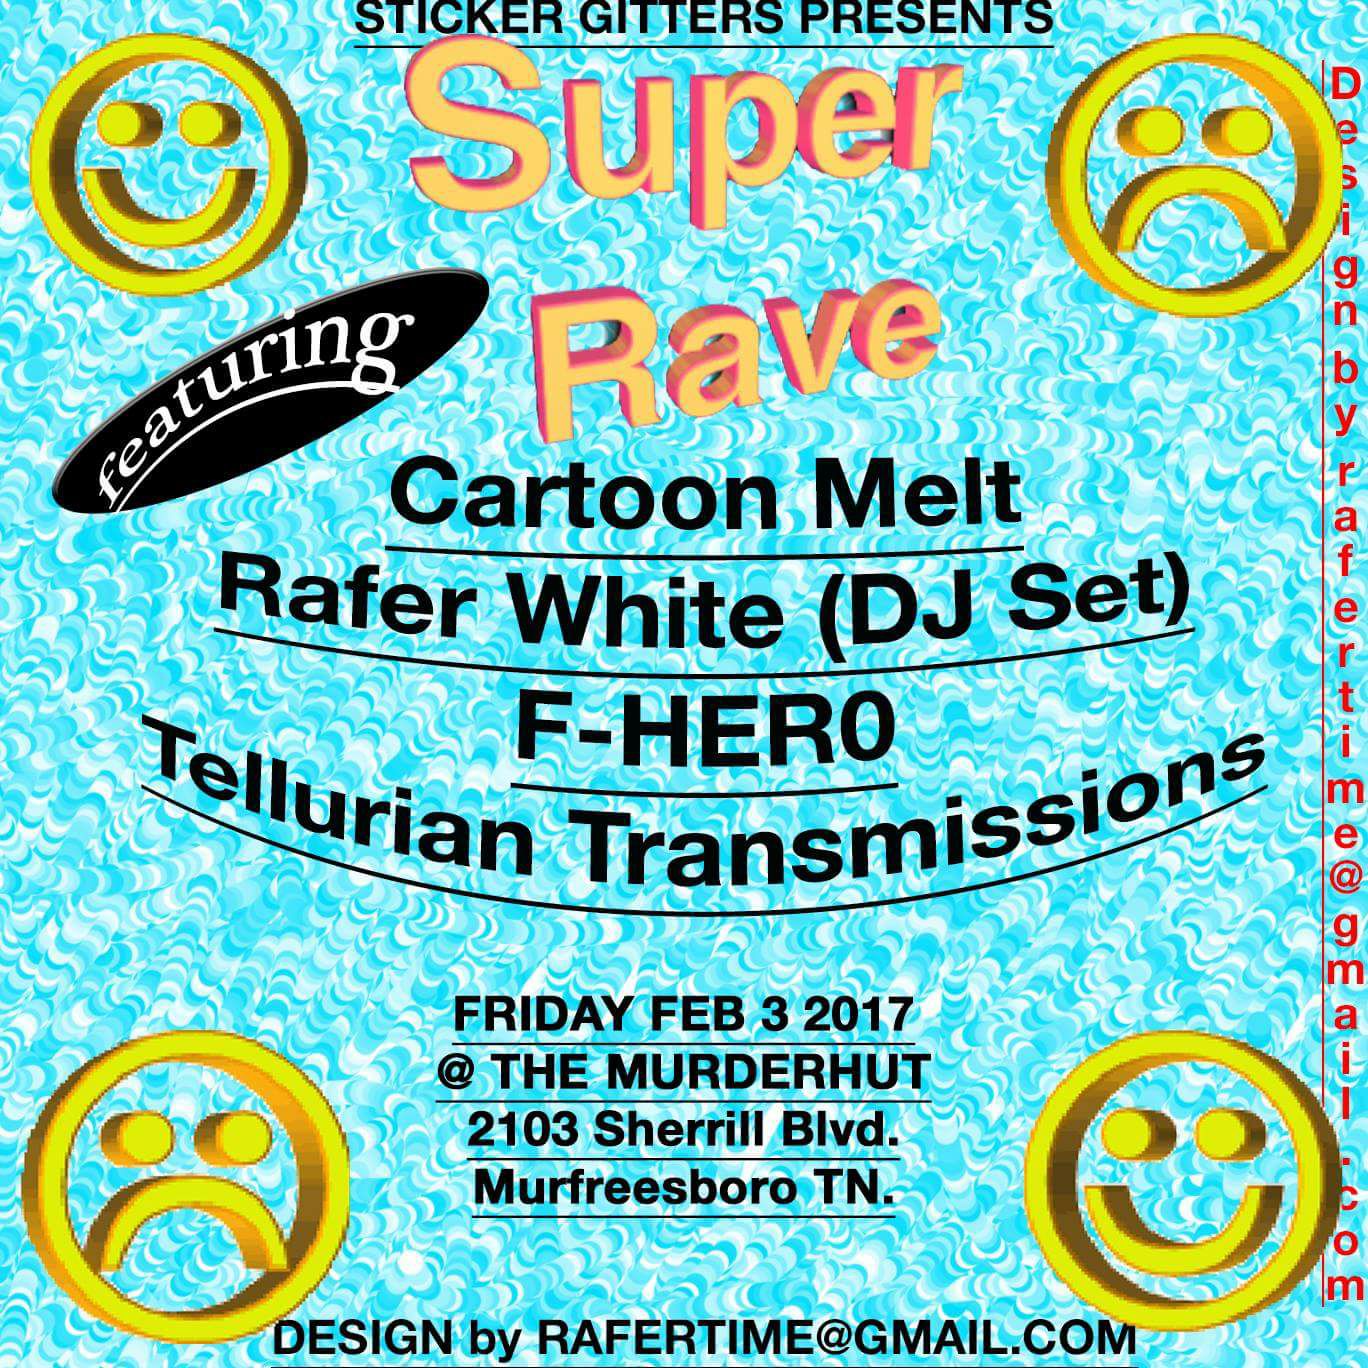 STICKER GITTERS PRESENTS
Super
Rave
featuring
Cartoon Melt
Rafer White (DJ Set)
F-HER0
Tellurian Transmissions
FRIDAY FEB 3 2017
@ THE MURDERHUT
2103 Sherrill Blvd.
Murfreesboro TN.
DESIGN by RAFERTIME@GMAIL.COM
Design by rafertime@gmail.com